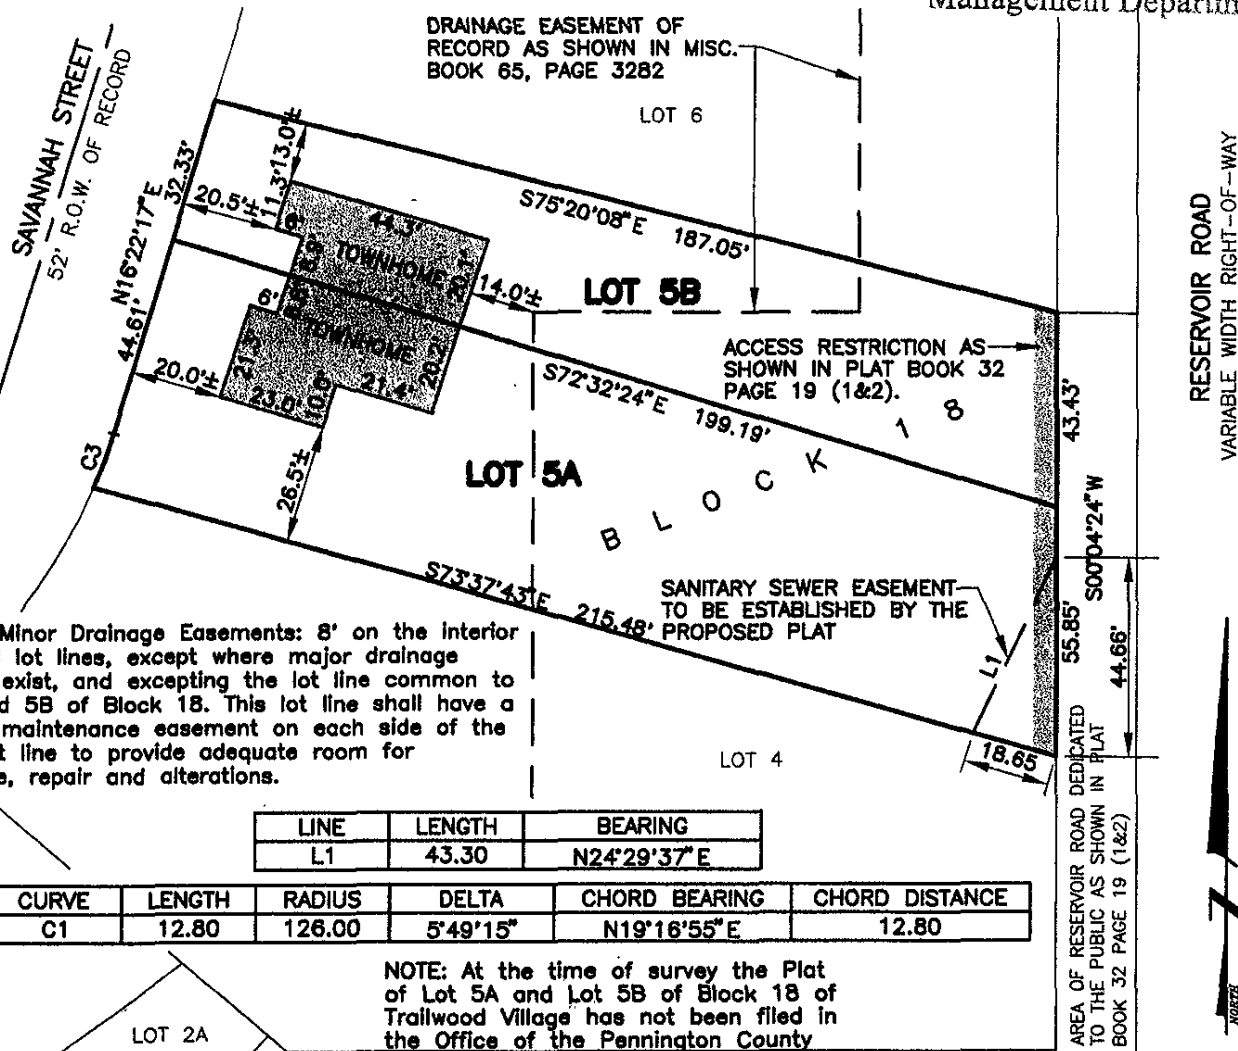 Management Departm
DRAINAGE EASEMENT OF
RECORD AS SHOWN IN MISC.
BOOK 65, PAGE 3282
LOT 6
SAVANNAH STREET
52' R.O.W. OF RECORD
RESERVOIR ROAD
VARIABLE WIDTH RIGHT-OF-WAY
N16°22'17"E
32.33'
44.61'
C3
20.5'±
13.0'±
11.3'
6'
44.3'
TOWNHOME
20.1'
14.0'±
S75°20'08"E 187.05'
LOT 5B
6'
TOWNHOME
21.3'
20.0'±
23.0'
10.6'
21.4'
20.2'
26.5'±
ACCESS RESTRICTION AS
SHOWN IN PLAT BOOK 32
PAGE 19 (1&2).
S72°32'24"E 199.19'
BLOCK 18
LOT 5A
43.43'
S00°04'24"W
55.85'
44.66'
S73°37'43"E 215.48'
SANITARY SEWER EASEMENT
TO BE ESTABLISHED BY THE
PROPOSED PLAT
L1
18.65
LOT 4
Minor Drainage Easements: 8' on the interior
lot lines, except where major drainage
exist, and excepting the lot line common to
d 5B of Block 18. This lot line shall have a
maintenance easement on each side of the
t line to provide adequate room for
e, repair and alterations.
LINE LENGTH BEARING
L1 43.30 N24°29'37"E
CURVE LENGTH RADIUS DELTA CHORD BEARING CHORD DISTANCE
C1 12.80 126.00 5°49'15" N19°16'55"E 12.80
AREA OF RESERVOIR ROAD DEDICATED
TO THE PUBLIC AS SHOWN IN PLAT
BOOK 32 PAGE 19 (1&2)
NOTE: At the time of survey the Plat
of Lot 5A and Lot 5B of Block 18 of
Trailwood Village has not been filed in
the Office of the Pennington County
LOT 2A
NORTH